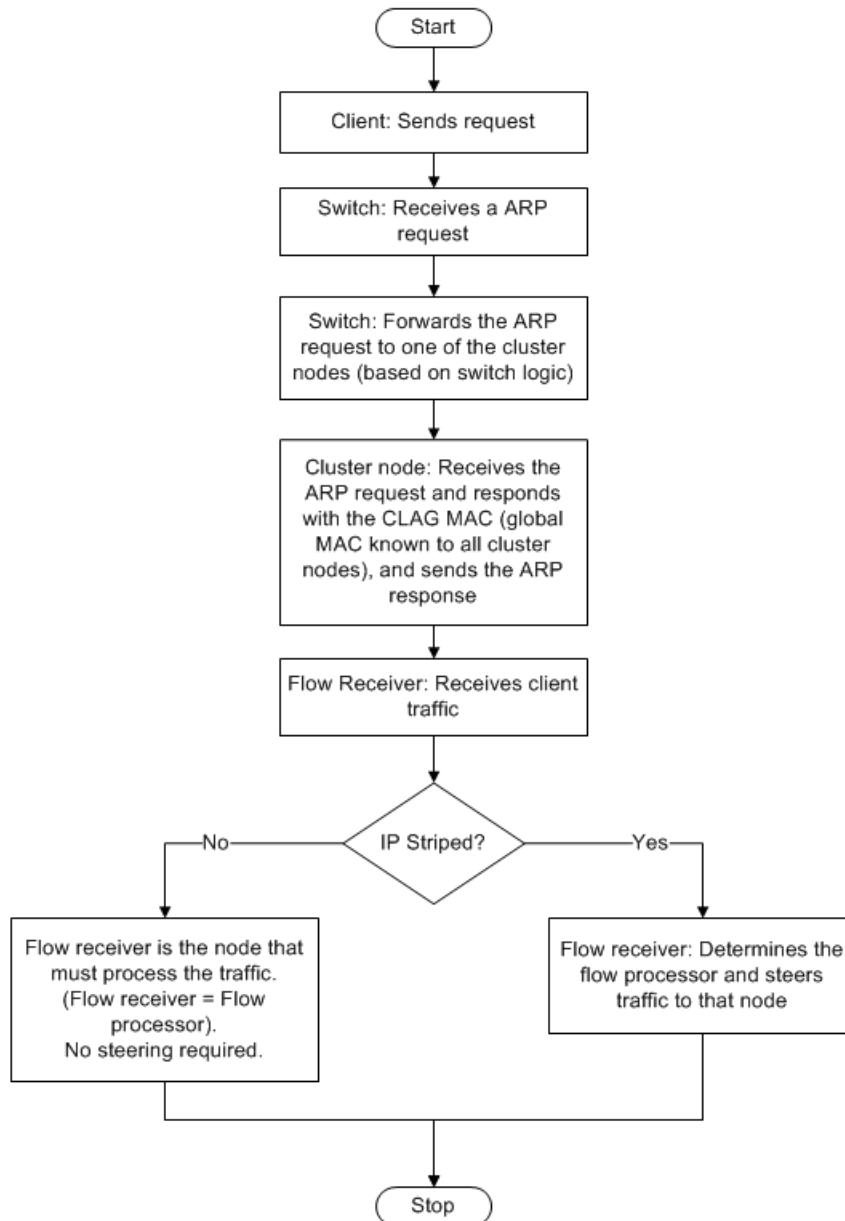 Start
Client: Sends request
Switch: Receives a ARP
request
Switch: Forwards the ARP
request to one of the cluster
nodes (based on switch logic)
Cluster node: Receives the
ARP request and responds
with the CLAG MAC (global
MAC known to all cluster
nodes), and sends the ARP
response
Flow Receiver: Receives client
traffic
IP Striped?
No
Yes
Flow receiver is the node that
must process the traffic.
(Flow receiver = Flow
processor).
No steering required.
Flow receiver: Determines the
flow processor and steers
traffic to that node
Stop